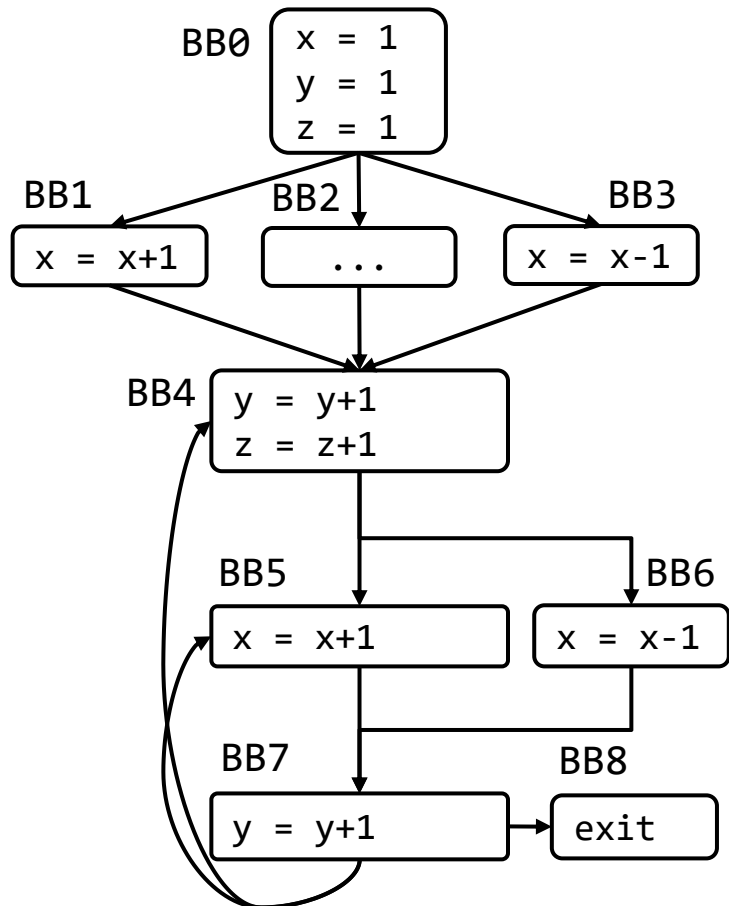 BB0
x = 1
y = 1
z = 1
BB1
BB2
BB3
x = x+1
...
x = x-1
BB4
y = y+1
z = z+1
BB5
BB6
x = x+1
x = x-1
BB7
BB8
y = y+1
exit